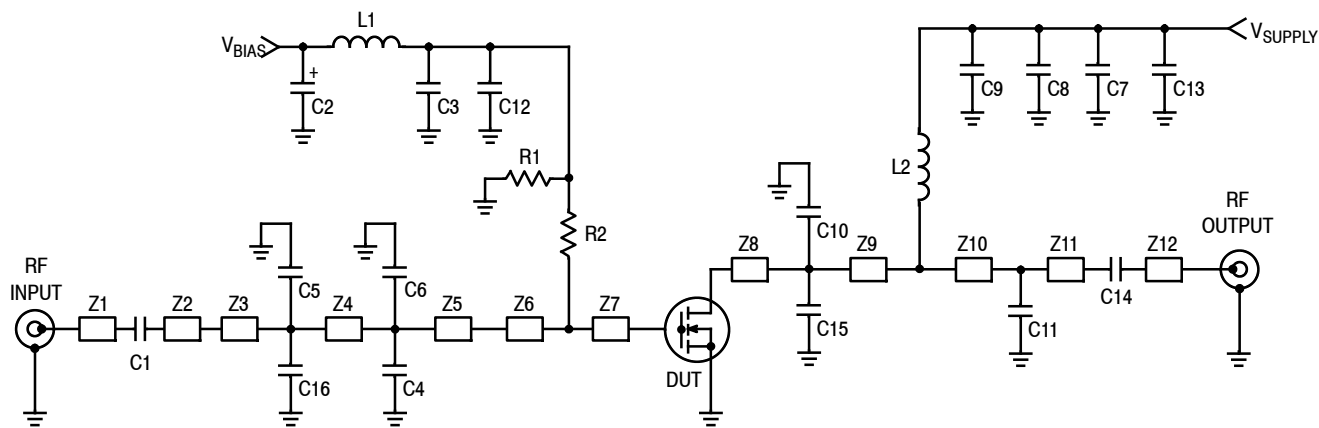 L1
VBIAS
+
C2
C3
C12
R1
R2
VSUPPLY
C9
C8
C7
C13
L2
RF
INPUT
Z1
C1
Z2
Z3
C5
C16
Z4
C6
C4
Z5
Z6
Z7
DUT
Z8
C10
C15
Z9
Z10
C11
Z11
C14
Z12
RF
OUTPUT